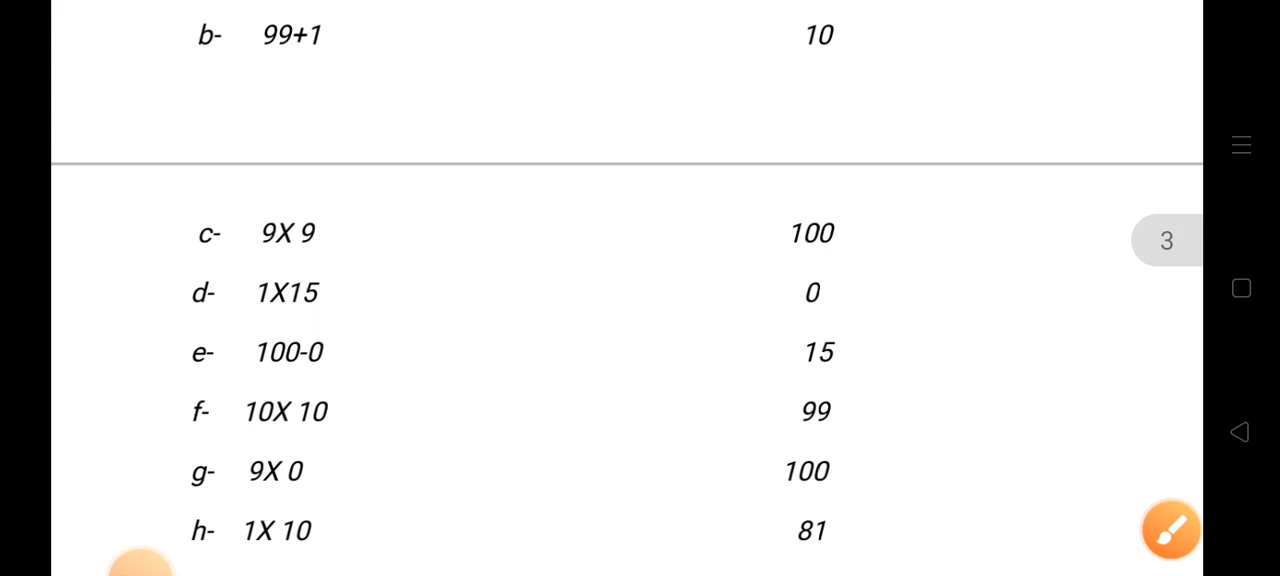 b- 99+1 10
c- 9X 9 100
3
d- 1X15 0
e- 100-0 15
f- 10X 10 99
g- 9X 0 100
h- 1X 10 81